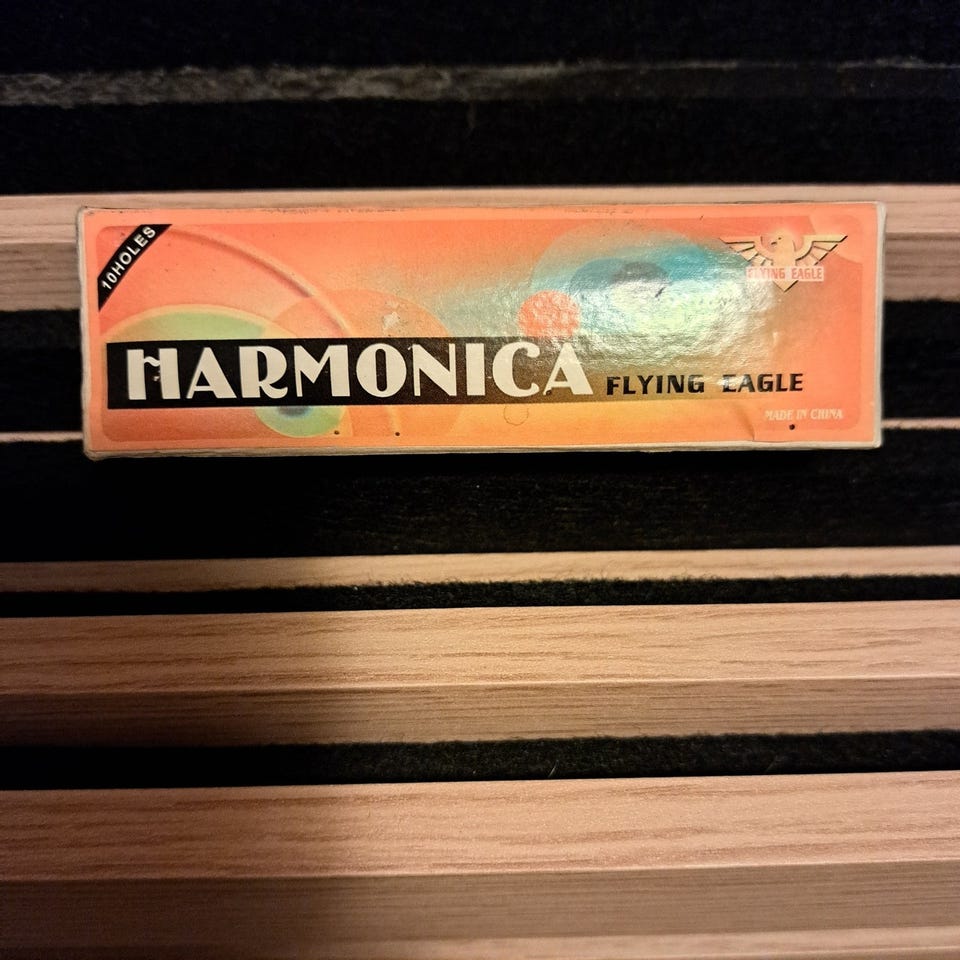 10HOLES
FLYING EAGLE
HARMONICA FLYING EAGLE
MADE IN CHINA